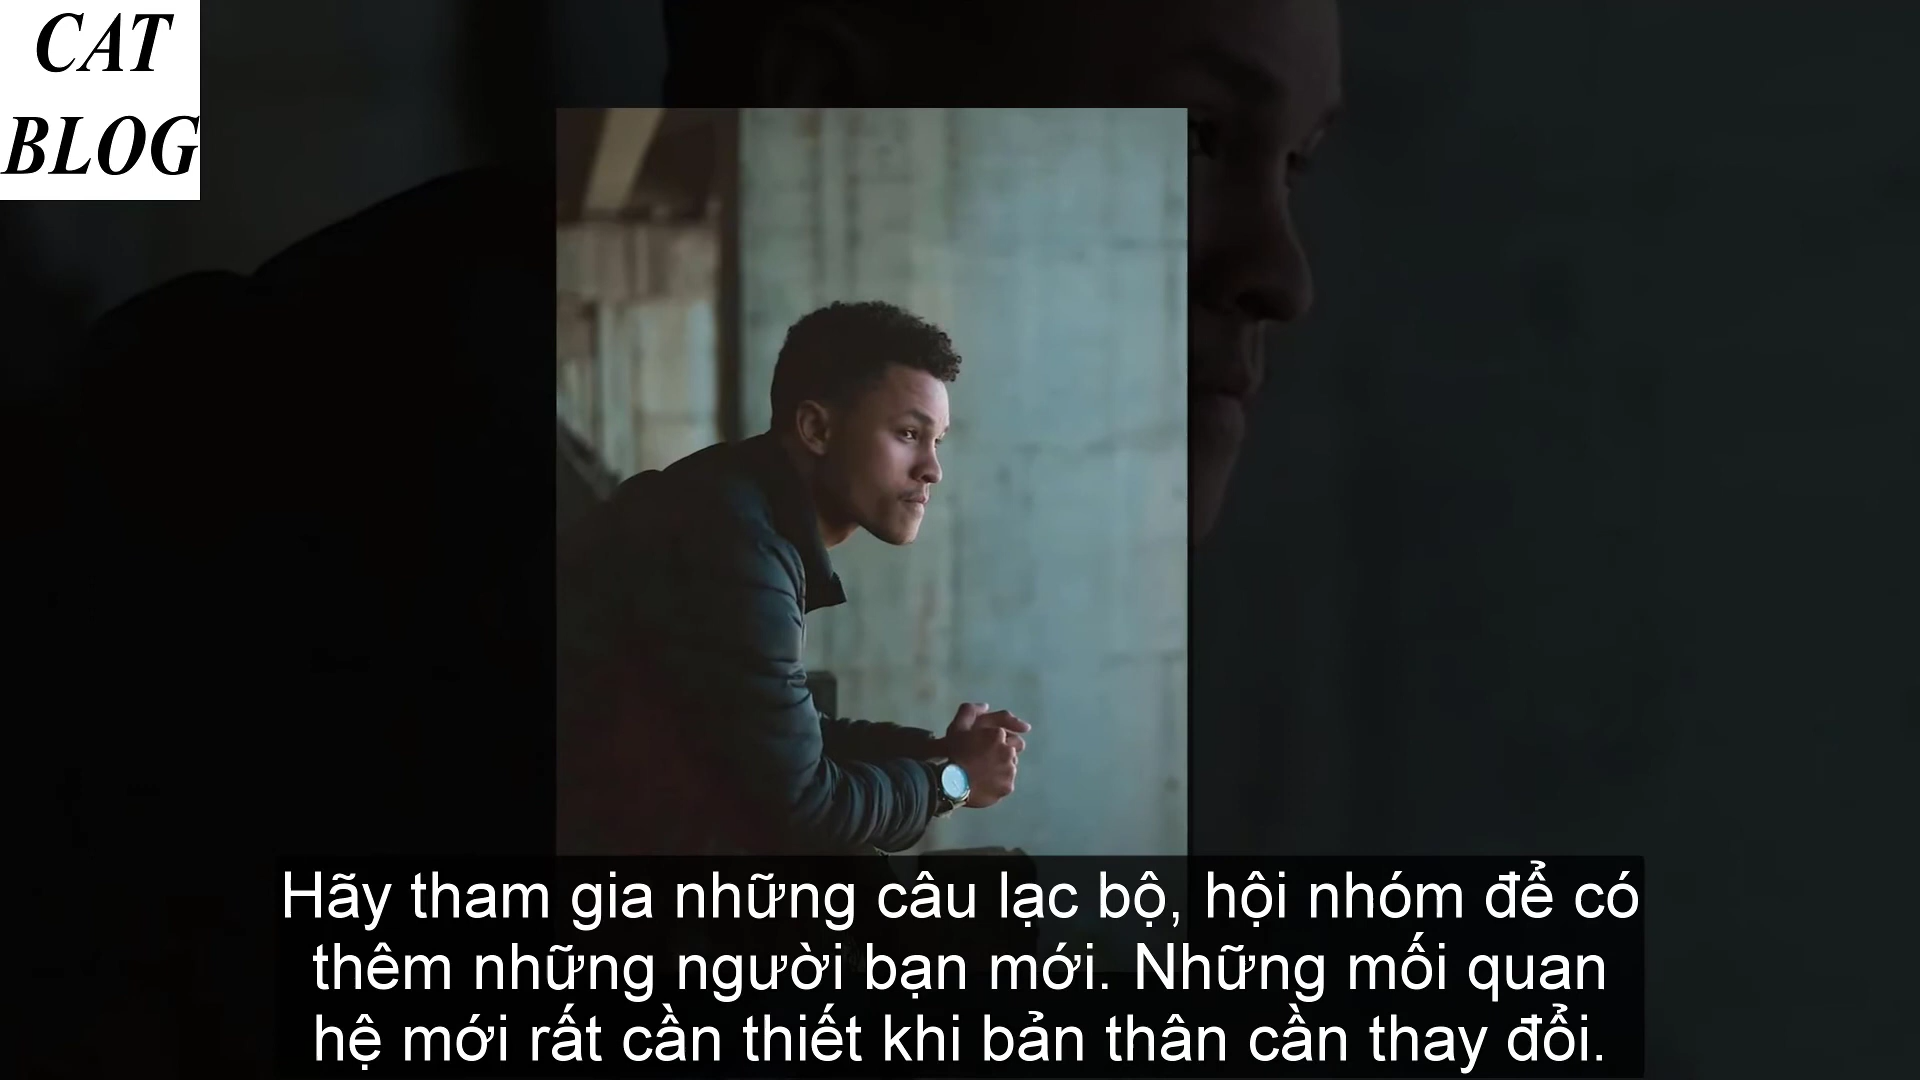 CAT
BLOG
Hãy tham gia những câu lạc bộ, hội nhóm để có
thêm những người bạn mới. Những mối quan
hệ mới rất cần thiết khi bản thân cần thay đổi.